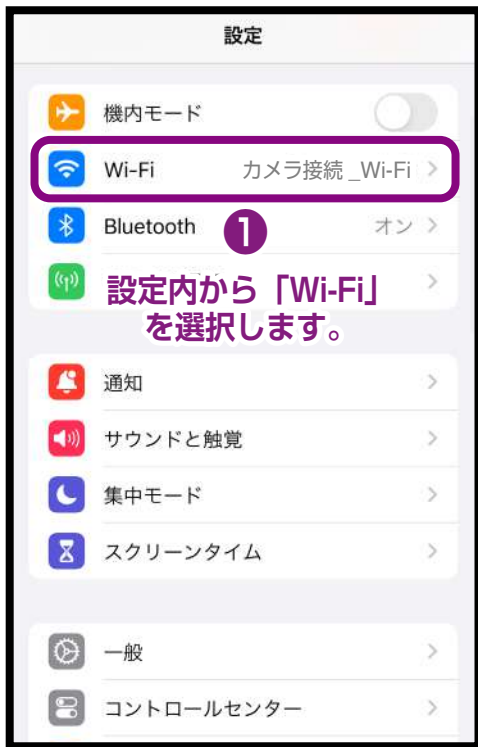 設定
機内モード
Wi-Fi カメラ接続 _Wi-Fi
Bluetooth オン
❶
設定内から「Wi-Fi」
を選択します。
通知
サウンドと触覚
集中モード
スクリーンタイム
一般
コントロールセンター